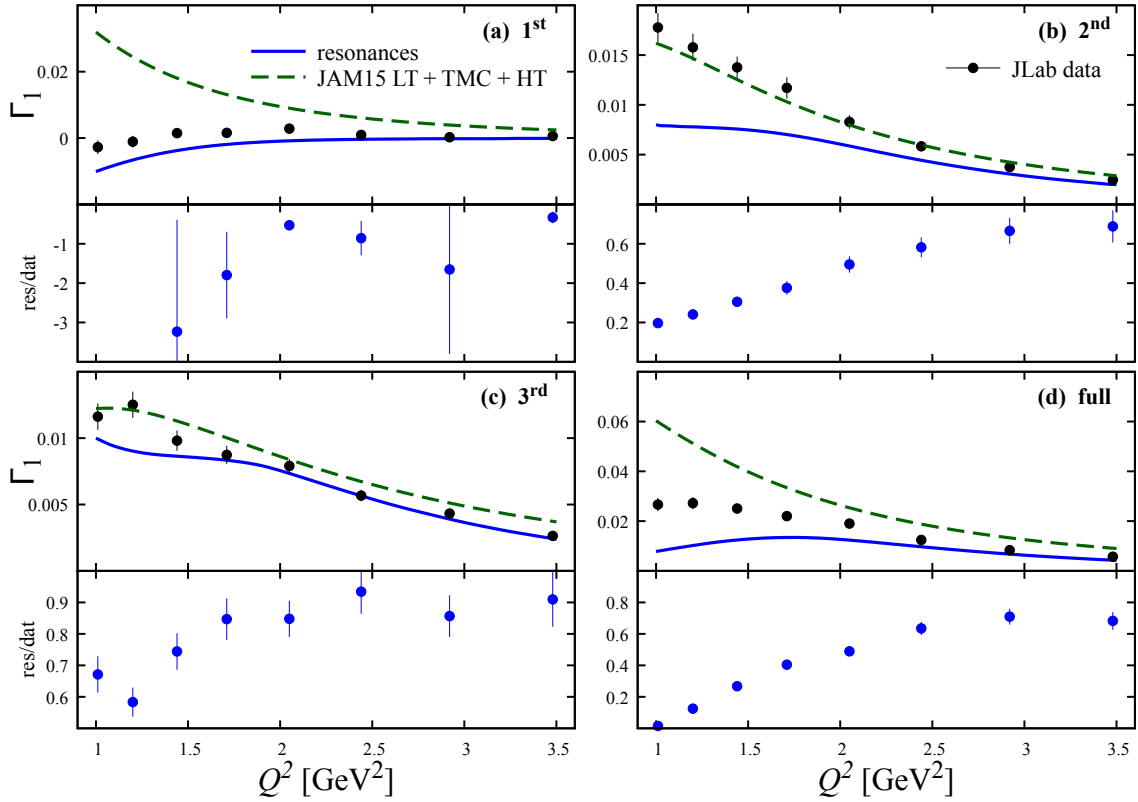 (a) 1st
resonances
JAM15 LT + TMC + HT
Γ1
0.02
0
res/dat
-1
-2
-3
(b) 2nd
JLab data
0.015
0.01
0.005
0.6
0.4
0.2
(c) 3rd
Γ1
0.01
0.005
res/dat
0.9
0.8
0.7
0.6
1 1.5 2 2.5 3 3.5
Q2 [GeV2]
(d) full
0.06
0.04
0.02
0.8
0.6
0.4
0.2
1 1.5 2 2.5 3 3.5
Q2 [GeV2]